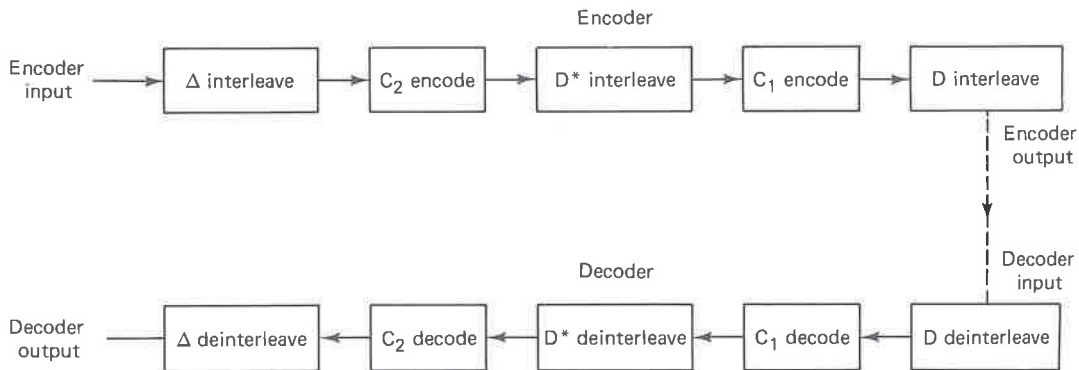 Encoder
Encoder
input
Δ interleave
C₂ encode
D* interleave
C₁ encode
D interleave
Encoder
output
Decoder
input
Decoder
Decoder
output
Δ deinterleave
C₂ decode
D* deinterleave
C₁ decode
D deinterleave